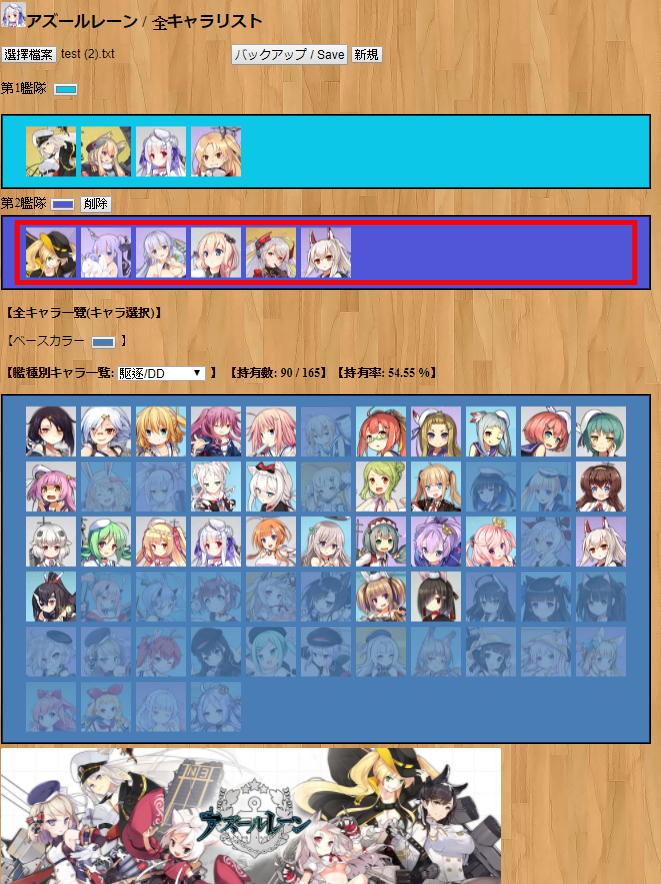 アズールレーン / 全キャラリスト
選擇檔案 test (2).txt バックアップ / Save 新規
第1艦隊
第2艦隊 削除
【全キャラ一覽(キャラ選択)】
【ベースカラー 】
【艦種別キャラ一覧: 駆逐/DD 】 【持有數: 90 / 165】【持有率: 54.55 %】
N3
アズールレーン